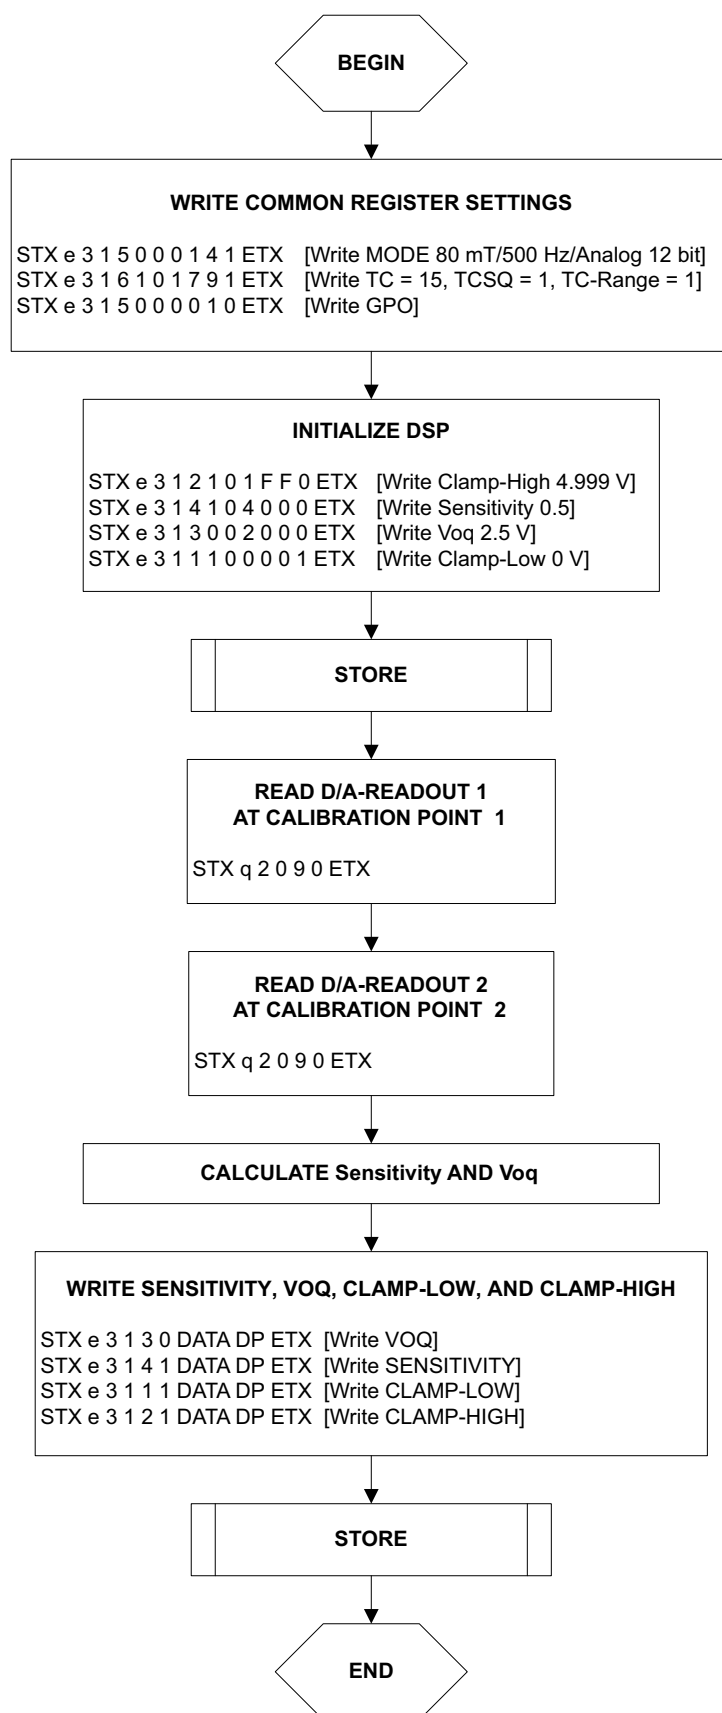 BEGIN
WRITE COMMON REGISTER SETTINGS
STX e 3 1 5 0 0 0 1 4 1 ETX [Write MODE 80 mT/500 Hz/Analog 12 bit]
STX e 3 1 6 1 0 1 7 9 1 ETX [Write TC = 15, TCSQ = 1, TC-Range = 1]
STX e 3 1 5 0 0 0 0 1 0 ETX [Write GPO]
INITIALIZE DSP
STX e 3 1 2 1 0 1 F F 0 ETX [Write Clamp-High 4.999 V]
STX e 3 1 4 1 0 4 0 0 0 ETX [Write Sensitivity 0.5]
STX e 3 1 3 0 0 2 0 0 0 ETX [Write Voq 2.5 V]
STX e 3 1 1 1 0 0 0 0 1 ETX [Write Clamp-Low 0 V]
STORE
READ D/A-READOUT 1
AT CALIBRATION POINT 1
STX q 2 0 9 0 ETX
READ D/A-READOUT 2
AT CALIBRATION POINT 2
STX q 2 0 9 0 ETX
CALCULATE Sensitivity AND Voq
WRITE SENSITIVITY, VOQ, CLAMP-LOW, AND CLAMP-HIGH
STX e 3 1 3 0 DATA DP ETX [Write VOQ]
STX e 3 1 4 1 DATA DP ETX [Write SENSITIVITY]
STX e 3 1 1 1 DATA DP ETX [Write CLAMP-LOW]
STX e 3 1 2 1 DATA DP ETX [Write CLAMP-HIGH]
STORE
END